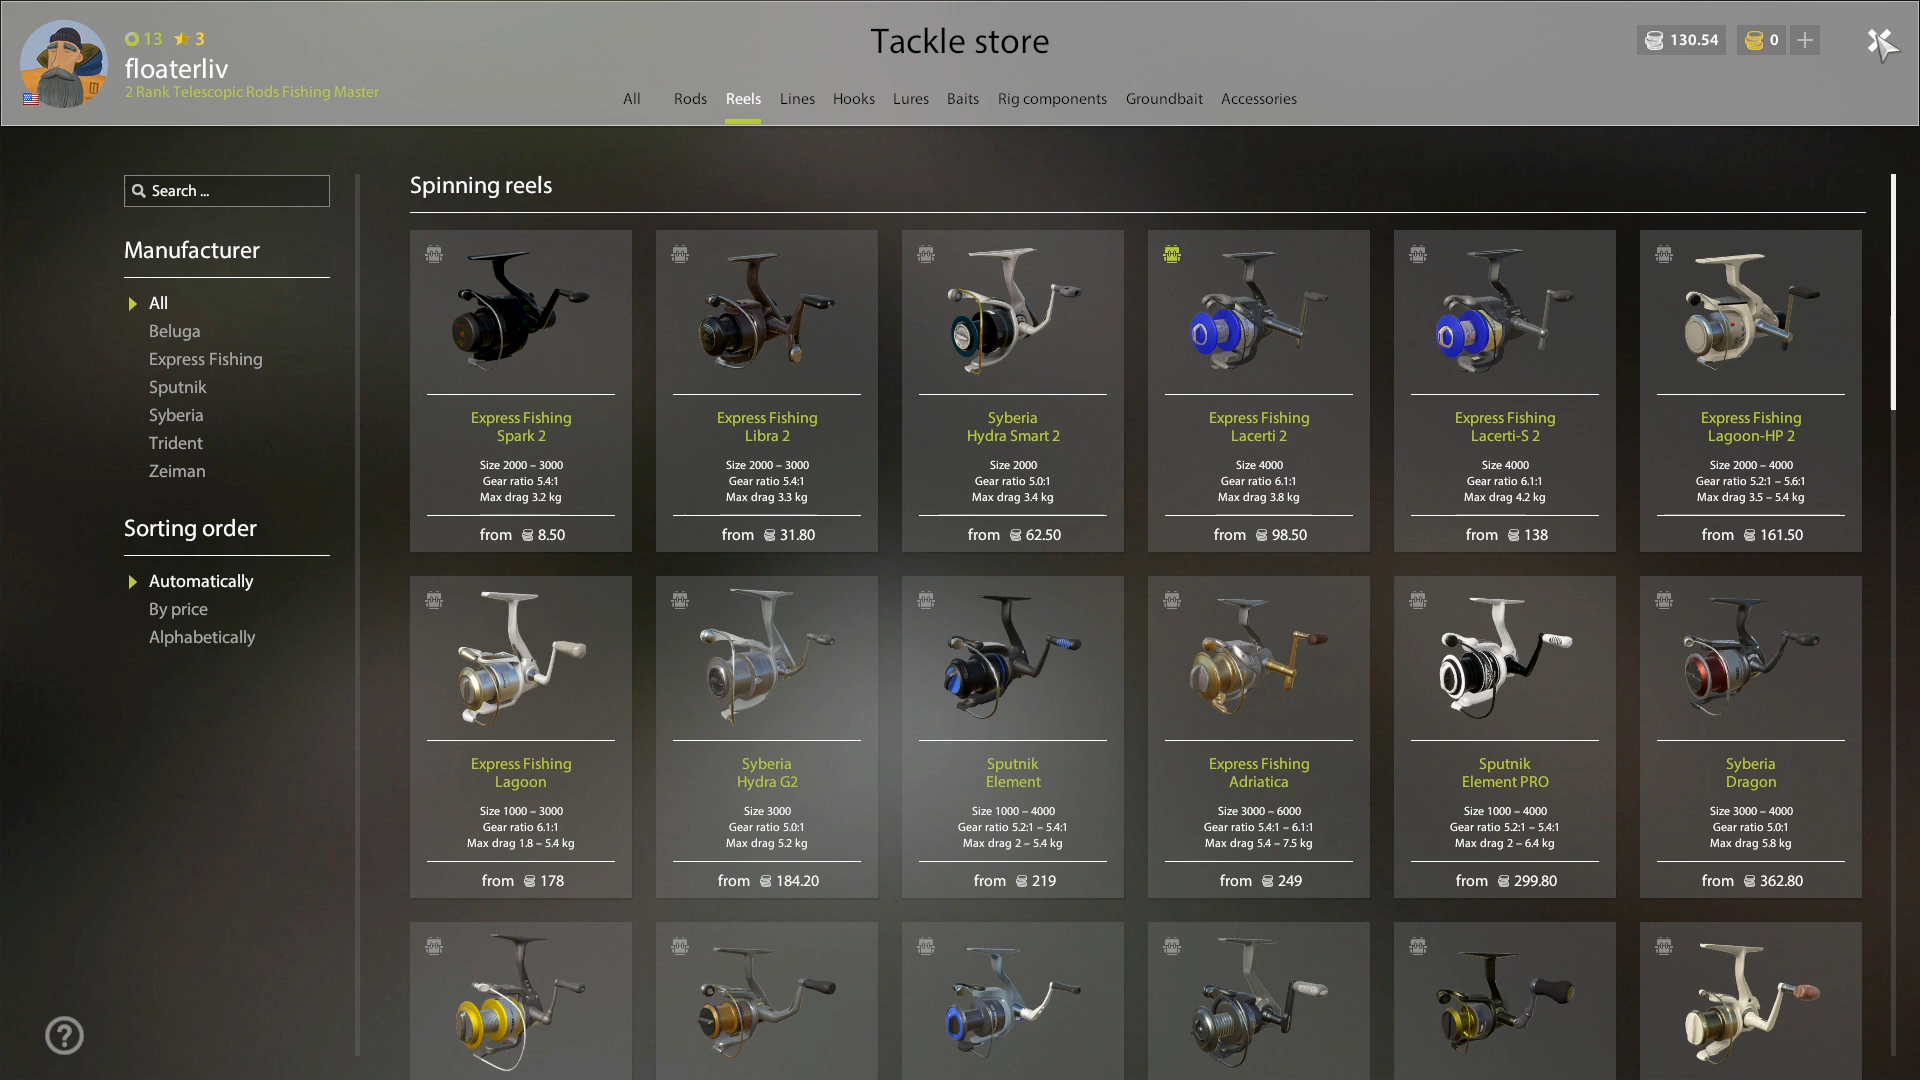 13 3
floaterliv
2 Rank Telescopic Rods Fishing Master
Tackle store
130.54 0
All Rods Reels Lines Hooks Lures Baits Rig components Groundbait Accessories
Search ...
Manufacturer
All
Beluga
Express Fishing
Sputnik
Syberia
Trident
Zeiman
Sorting order
Automatically
By price
Alphabetically
Spinning reels
Express Fishing
Spark 2
Size 2000 – 3000
Gear ratio 5.4:1
Max drag 3.2 kg
from 8.50
Express Fishing
Libra 2
Size 2000 – 3000
Gear ratio 5.4:1
Max drag 3.3 kg
from 31.80
Syberia
Hydra Smart 2
Size 2000
Gear ratio 5.0:1
Max drag 3.4 kg
from 62.50
Express Fishing
Lacerti 2
Size 4000
Gear ratio 6.1:1
Max drag 3.8 kg
from 98.50
Express Fishing
Lacerti-S 2
Size 4000
Gear ratio 6.1:1
Max drag 4.2 kg
from 138
Express Fishing
Lagoon-HP 2
Size 2000 – 4000
Gear ratio 5.2:1 – 5.6:1
Max drag 3.5 – 5.4 kg
from 161.50
Express Fishing
Lagoon
Size 1000 – 3000
Gear ratio 6.1:1
Max drag 1.8 – 5.4 kg
from 178
Syberia
Hydra G2
Size 3000
Gear ratio 5.0:1
Max drag 5.2 kg
from 184.20
Sputnik
Element
Size 1000 – 4000
Gear ratio 5.2:1 – 5.4:1
Max drag 2 – 5.4 kg
from 219
Express Fishing
Adriatica
Size 3000 – 6000
Gear ratio 5.4:1 – 6.1:1
Max drag 5.4 – 7.5 kg
from 249
Sputnik
Element PRO
Size 1000 – 4000
Gear ratio 5.2:1 – 5.4:1
Max drag 2 – 6.4 kg
from 299.80
Syberia
Dragon
Size 3000 – 4000
Gear ratio 5.0:1
Max drag 5.8 kg
from 362.80